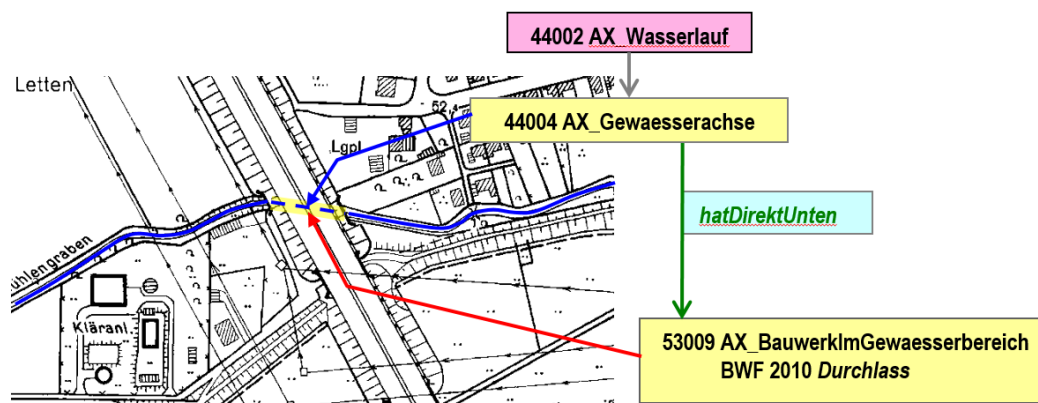 44002 AX_Wasserlauf
Letten
52,4
44004 AX_Gewaesserachse
Lgpl
hatDirektUnten
ühlengraben
Kläranl.
53009 AX_BauwerkImGewaesserbereich
BWF 2010 Durchlass